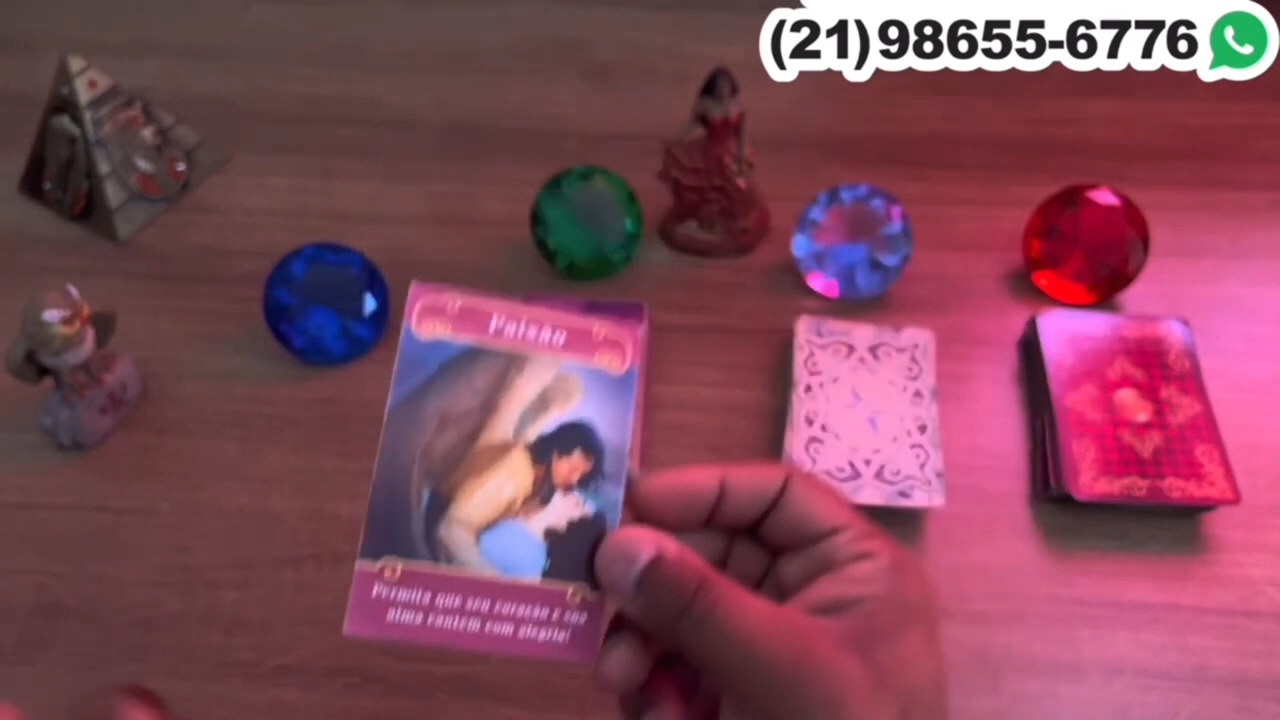 (21)98655-6776
Paixão
Permita que seu coração e sua
alma cantem com alegria!